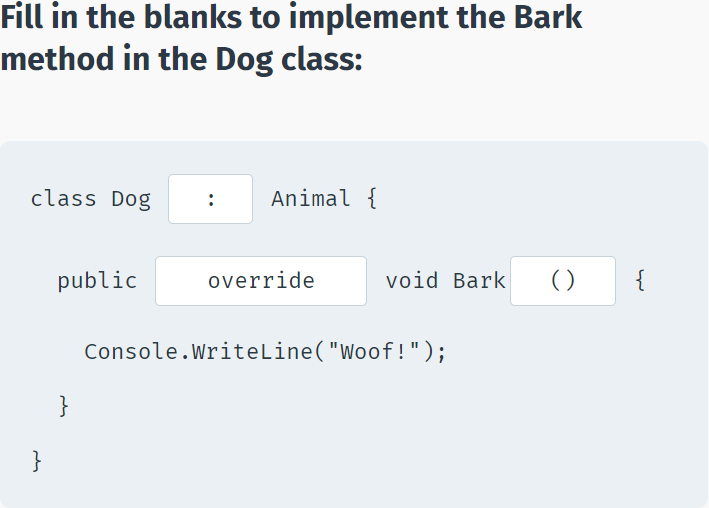 Fill in the blanks to implement the Bark
method in the Dog class:
class Dog : Animal {
public override void Bark () {
Console.WriteLine("Woof!");
}
}